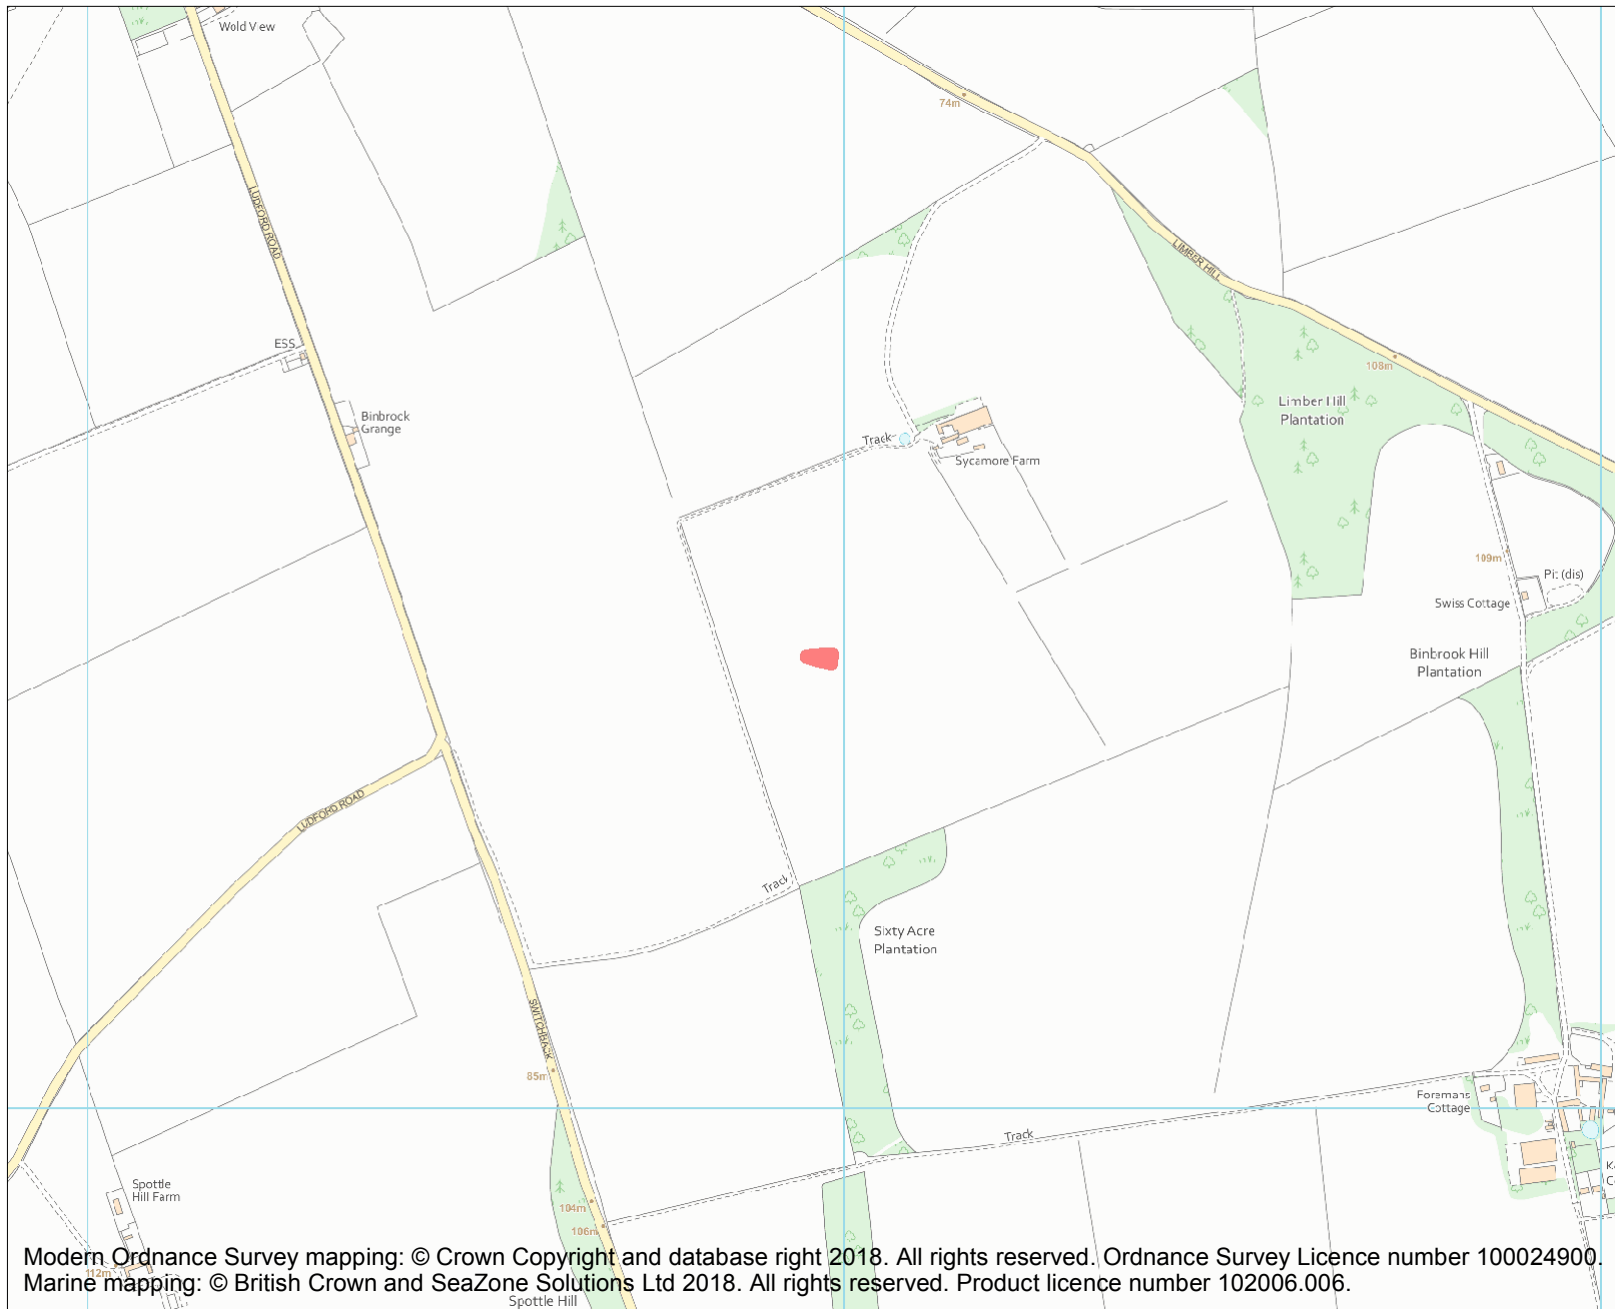 Wold View
74m
LUDFORD ROAD
LIMBER HILL
ESS
108m
Limber Hill
Plantation
Binbrock
Grange
Track
Sycamore Farm
109m
Pit (dis)
Swiss Cottage
Binbrook Hill
Plantation
LUDFORD ROAD
Track
Sixty Acre
Plantation
SWITCHBACK
85m
Foremans
Cottage
Track
Spottle
Hill Farm
104m
106m
112m
Modern Ordnance Survey mapping: © Crown Copyright and database right 2018. All rights reserved. Ordnance Survey Licence number 100024900.
Marine mapping: © British Crown and SeaZone Solutions Ltd 2018. All rights reserved. Product licence number 102006.006.
Spottle Hill